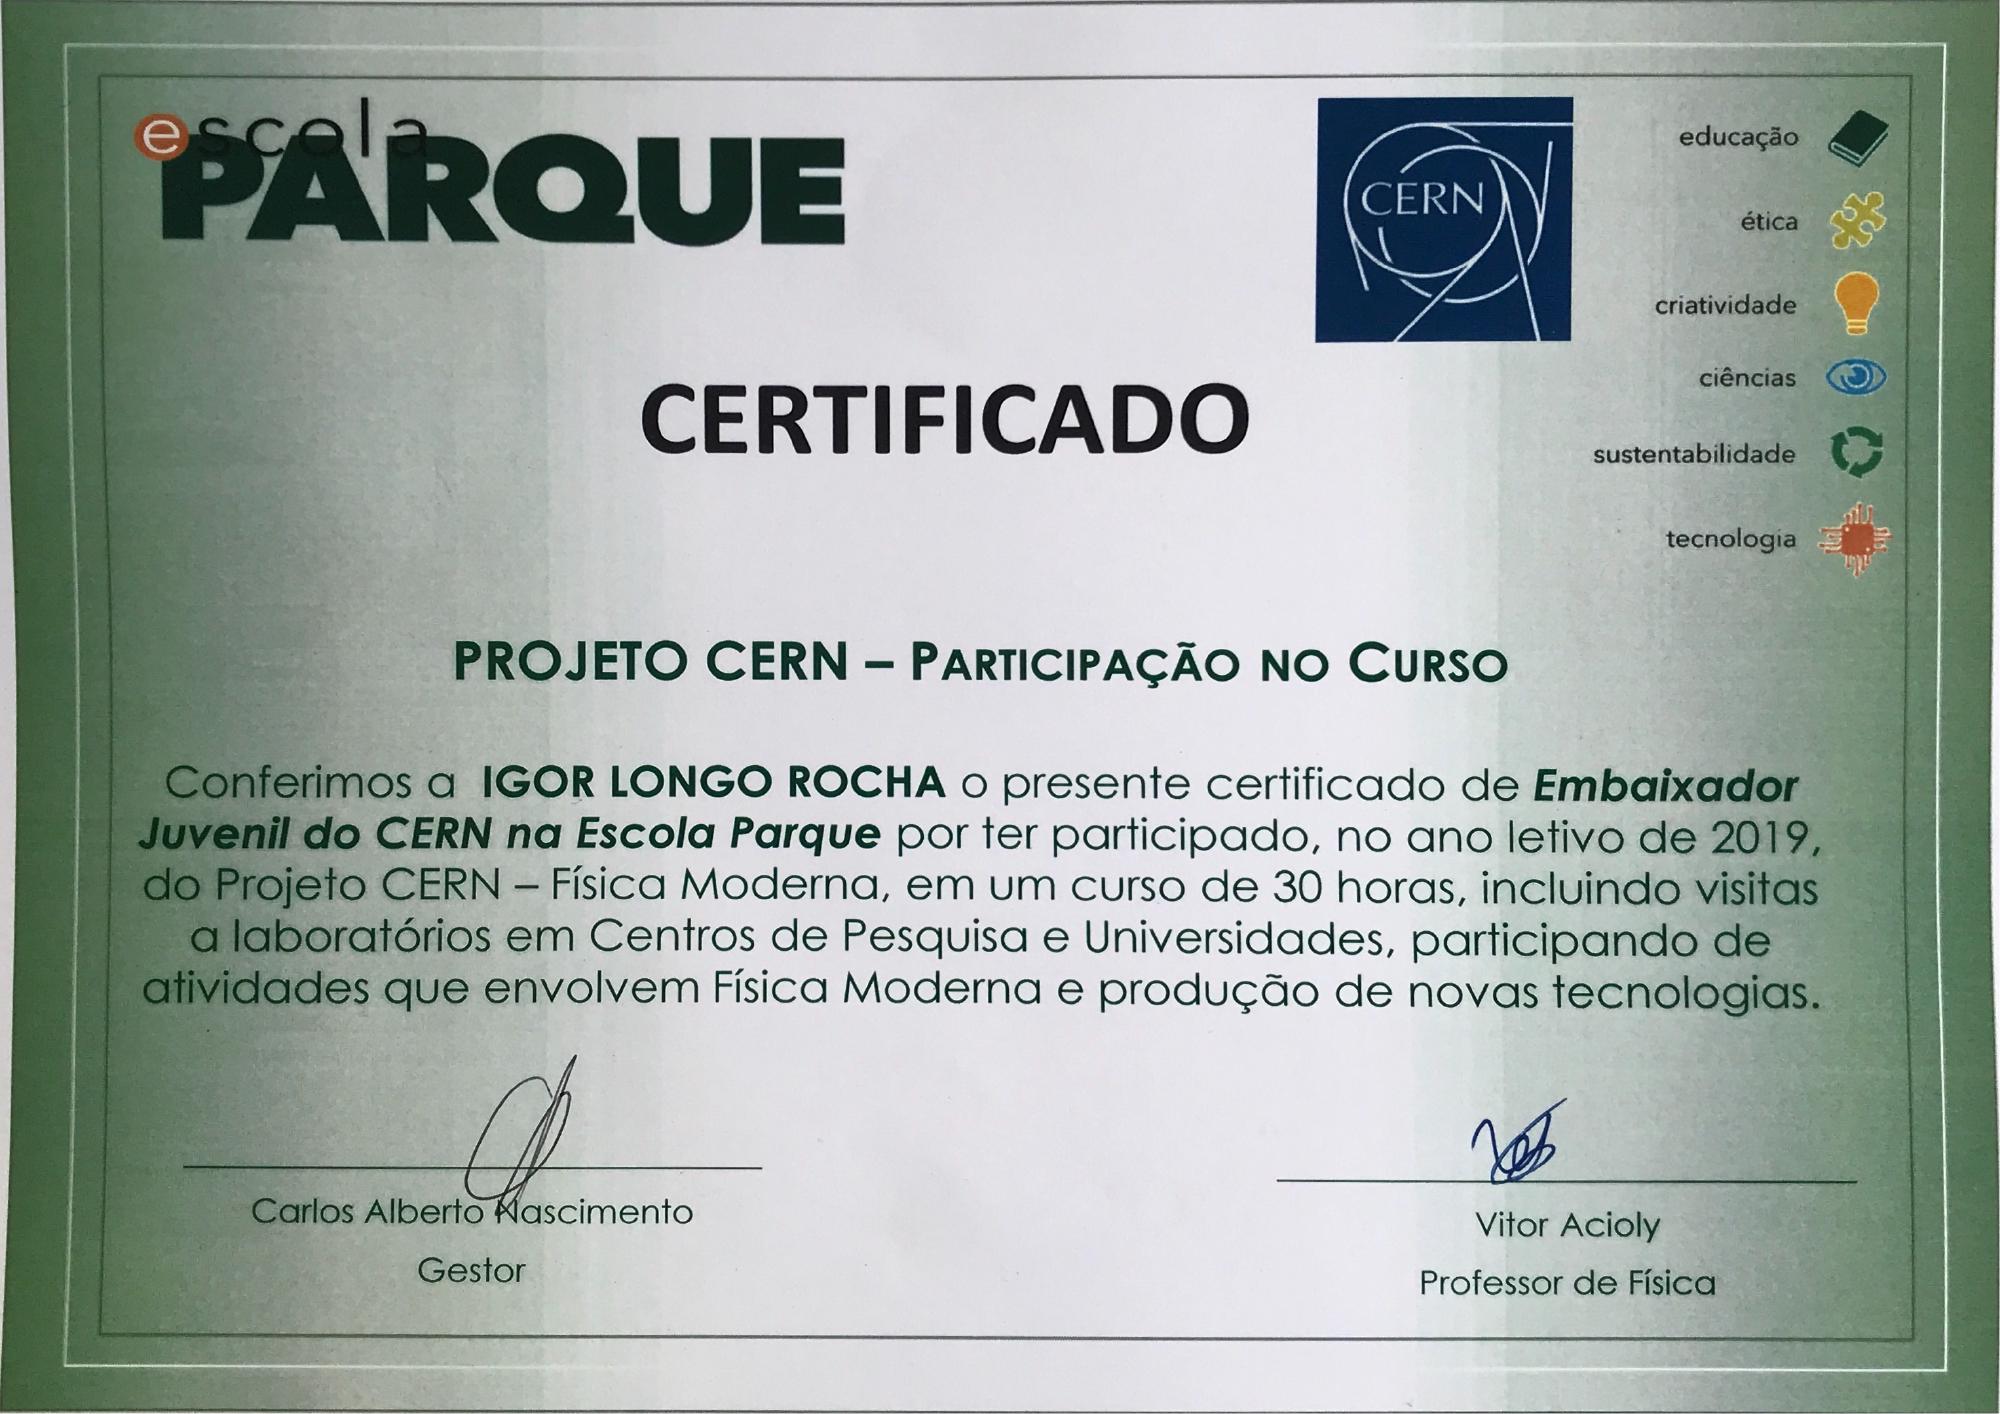 escola
PARQUE
CERN
educação
ética
criatividade
ciências
sustentabilidade
tecnologia
CERTIFICADO
PROJETO CERN – PARTICIPAÇÃO NO CURSO
Conferimos a IGOR LONGO ROCHA o presente certificado de Embaixador
Juvenil do CERN na Escola Parque por ter participado, no ano letivo de 2019,
do Projeto CERN – Física Moderna, em um curso de 30 horas, incluindo visitas
a laboratórios em Centros de Pesquisa e Universidades, participando de
atividades que envolvem Física Moderna e produção de novas tecnologias.
Carlos Alberto Nascimento
Gestor
Vitor Acioly
Professor de Física